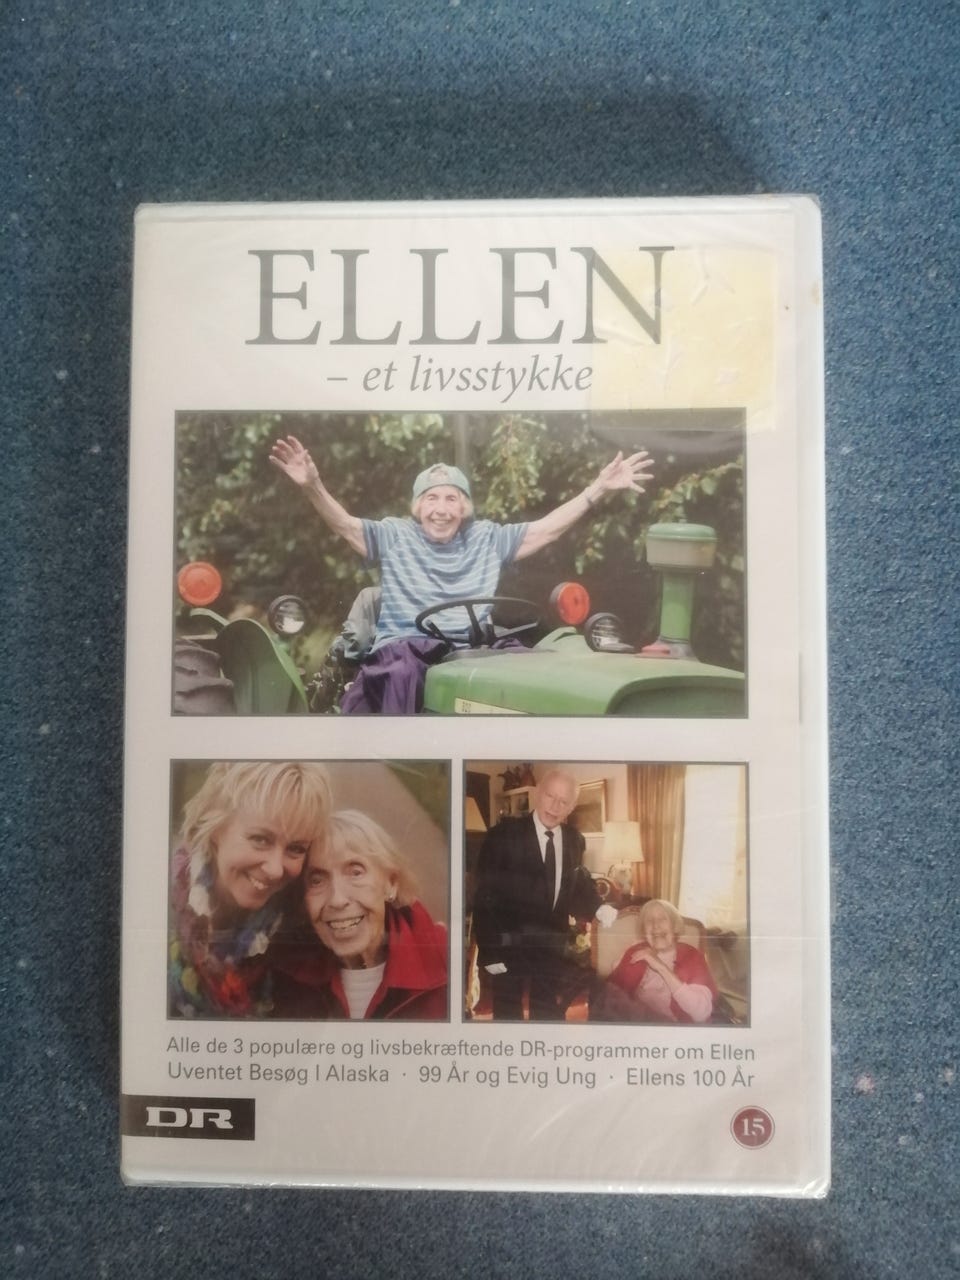 ELLEN
– et livsstykke
Alle de 3 populære og livsbekræftende DR-programmer om Ellen
Uventet Besøg I Alaska · 99 År og Evig Ung · Ellens 100 År
DR
15